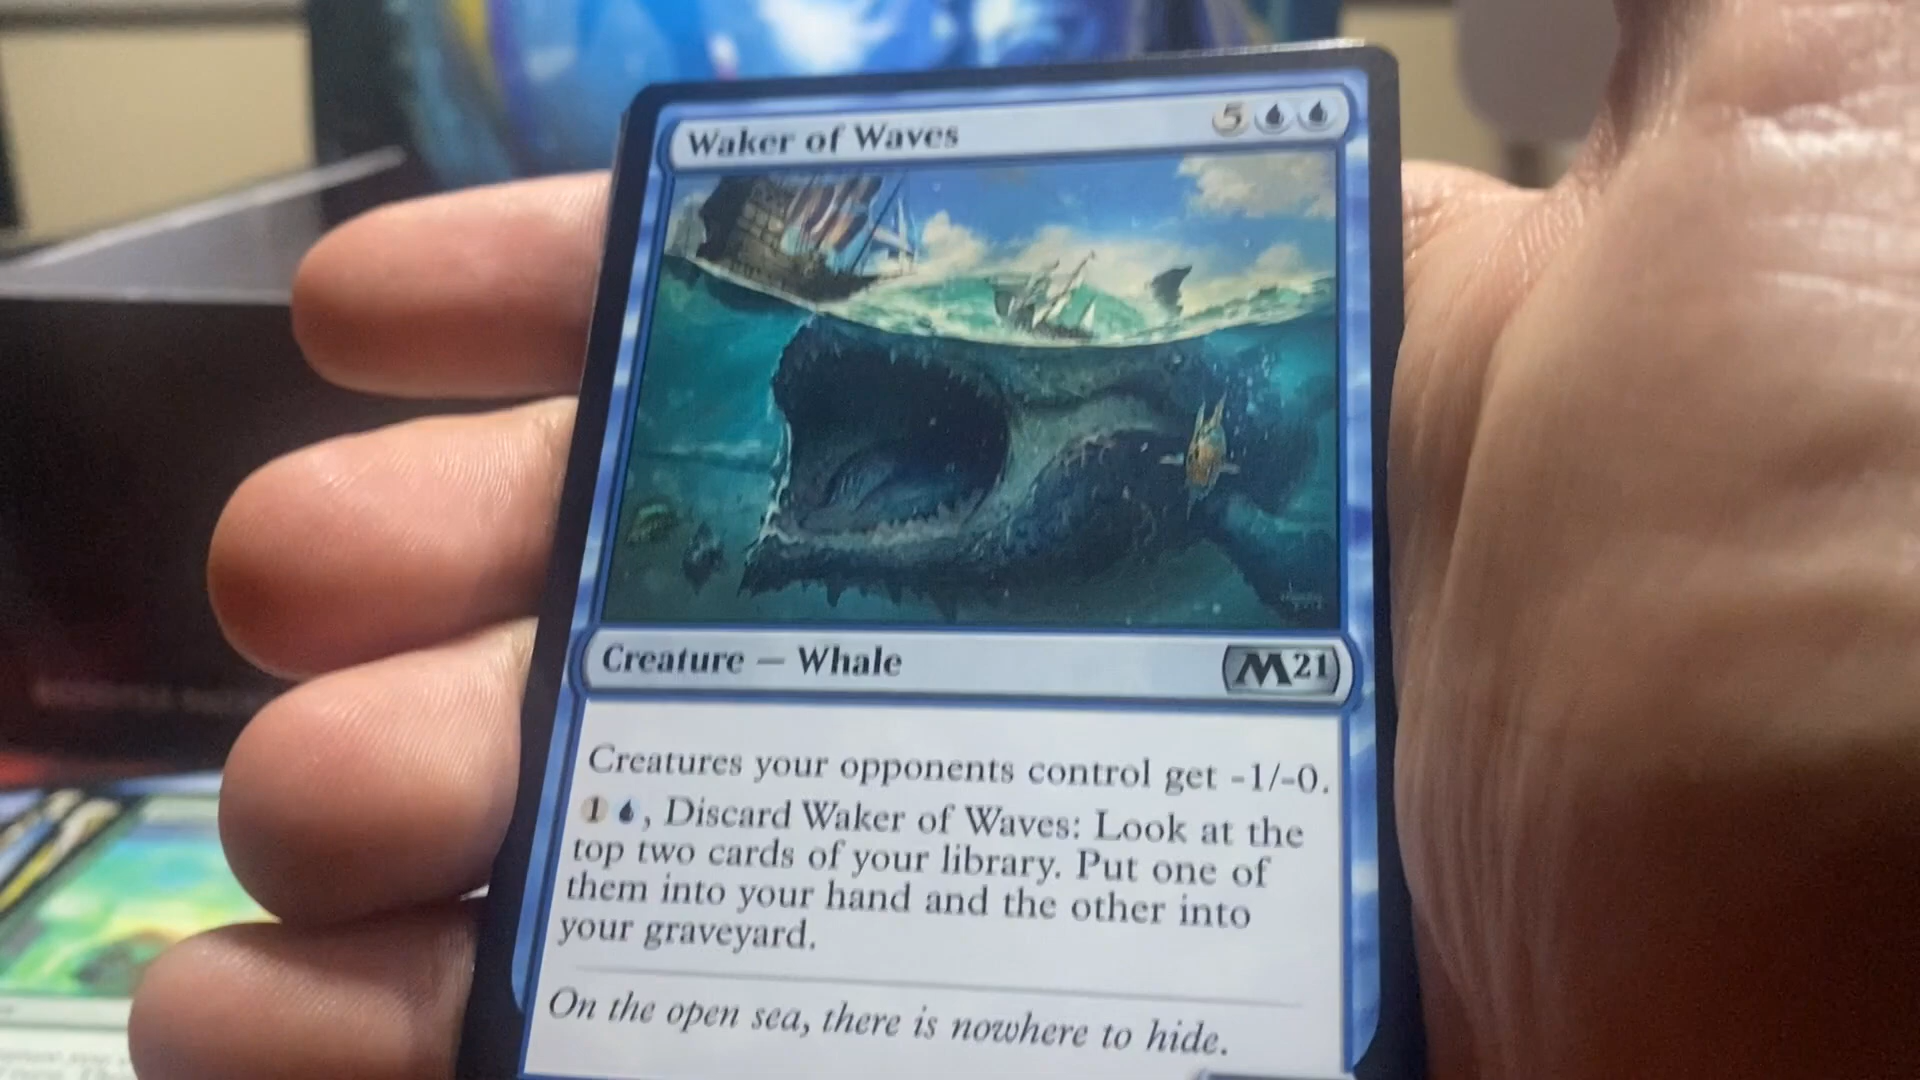 Waker of Waves 5
Creature — Whale M21
Creatures your opponents control get -1/-0.
1 , Discard Waker of Waves: Look at the
top two cards of your library. Put one of
them into your hand and the other into
your graveyard.
On the open sea, there is nowhere to hide.